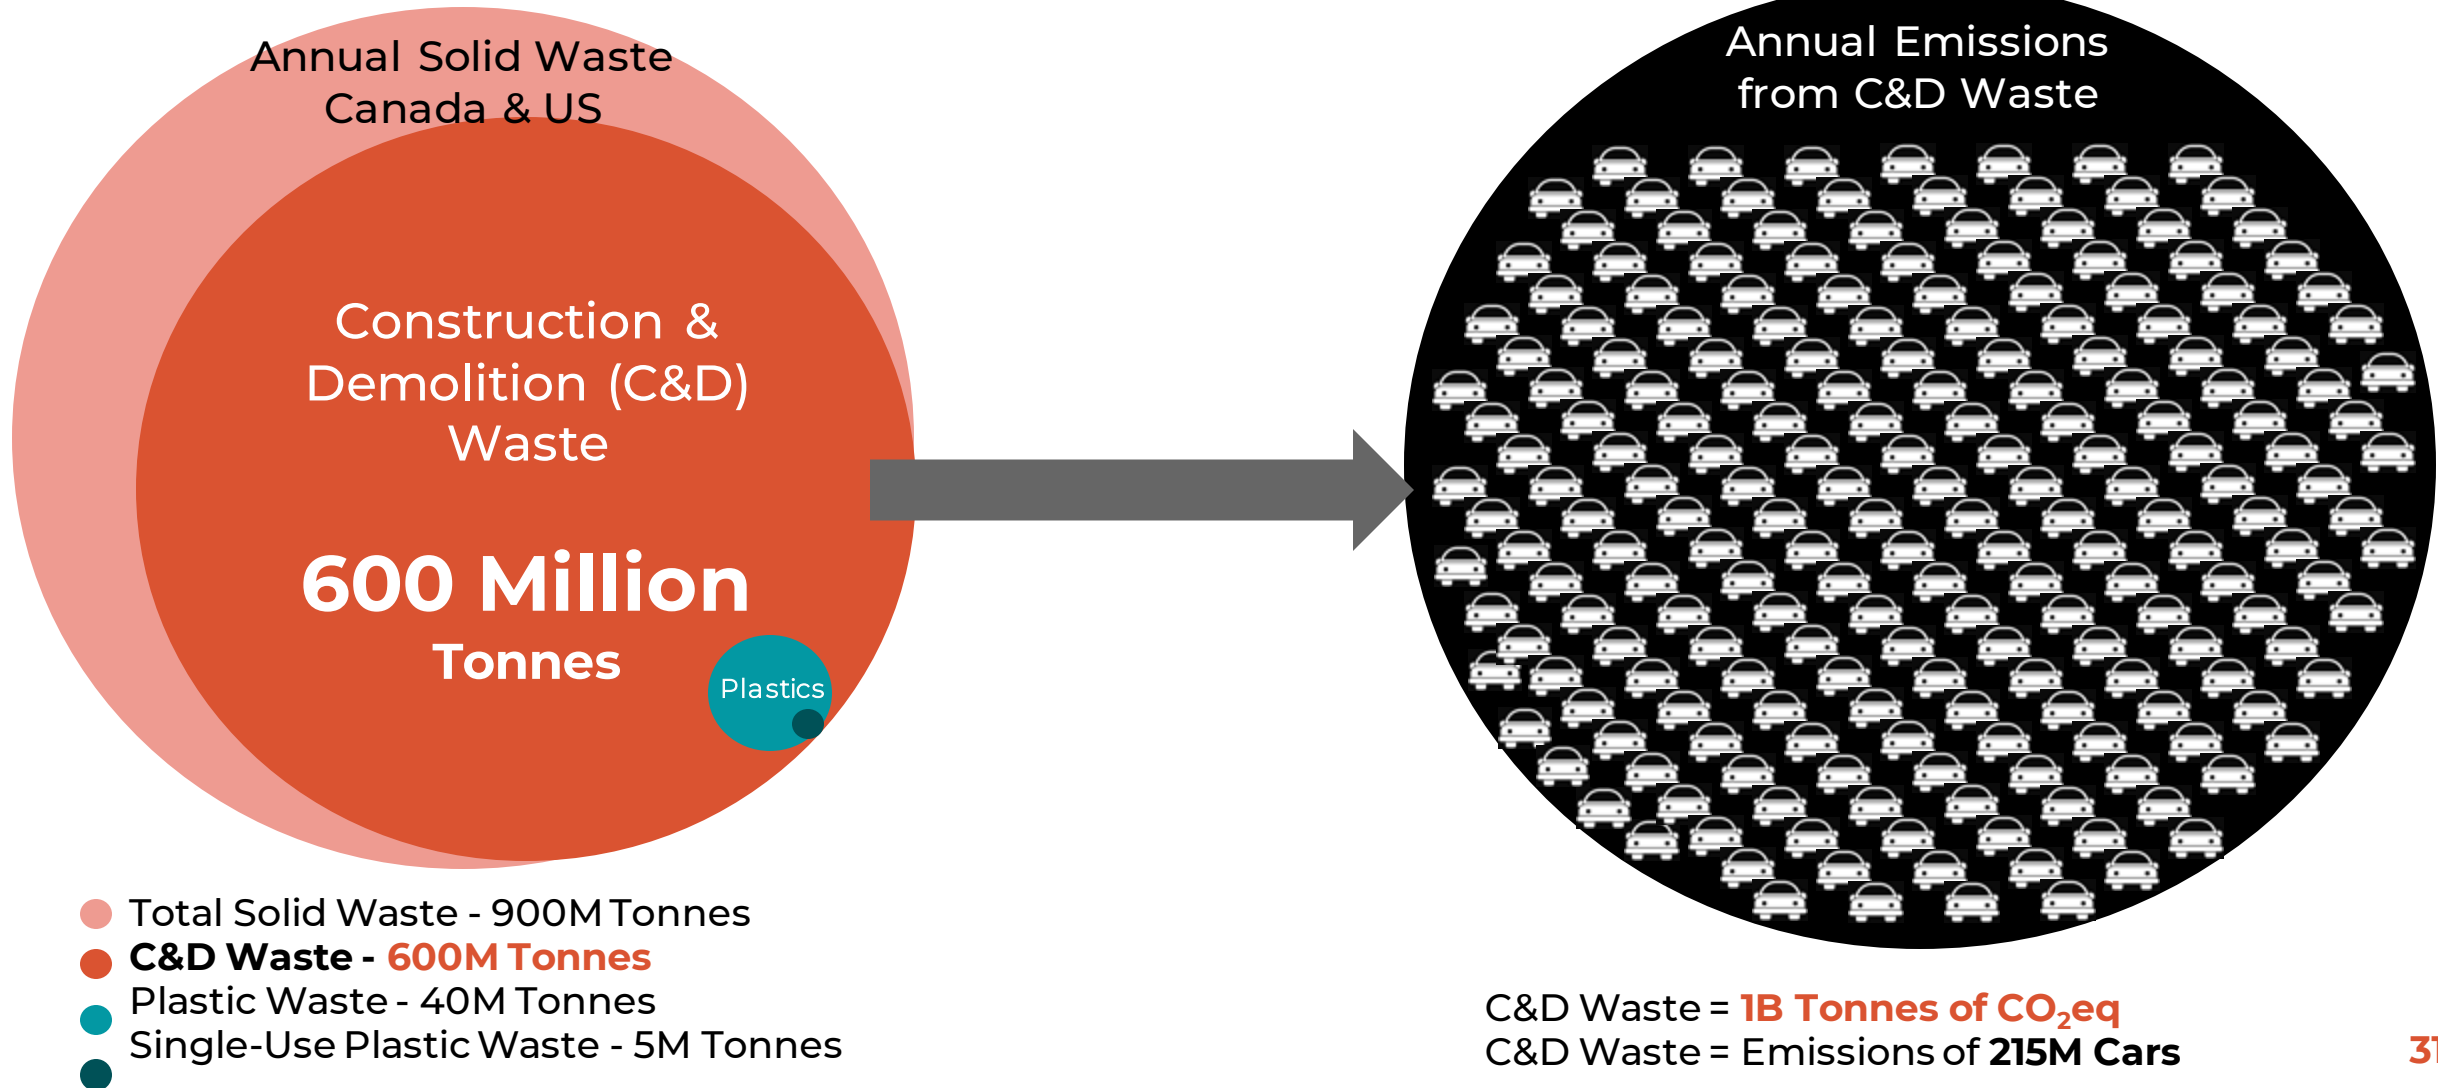 Annual Solid Waste
Canada & US
Construction &
Demolition (C&D)
Waste
600 Million
Tonnes
Plastics
Total Solid Waste - 900M Tonnes
C&D Waste - 600M Tonnes
Plastic Waste - 40M Tonnes
Single-Use Plastic Waste - 5M Tonnes
Annual Emissions
from C&D Waste
C&D Waste = 1B Tonnes of CO₂eq
C&D Waste = Emissions of 215M Cars
31